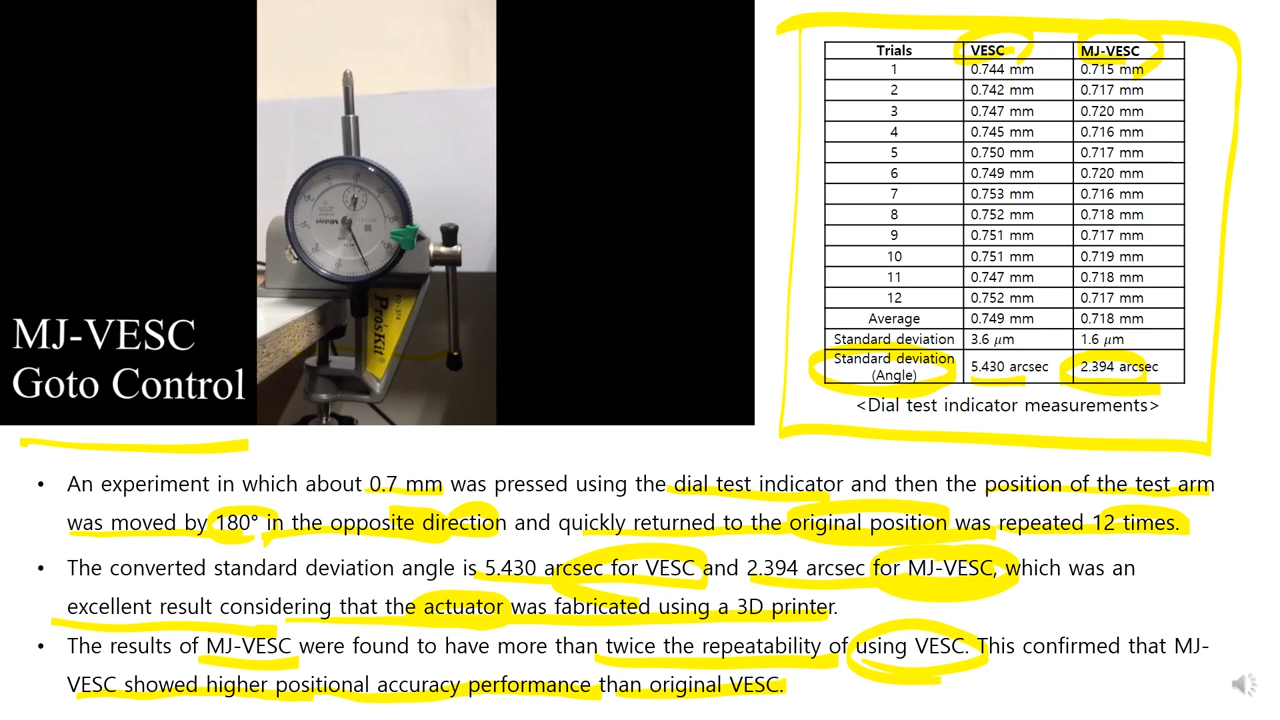 MJ-VESC
Goto Control
Pro'sKit
Trials VESC MJ-VESC
1 0.744 mm 0.715 mm
2 0.742 mm 0.717 mm
3 0.747 mm 0.720 mm
4 0.745 mm 0.716 mm
5 0.750 mm 0.717 mm
6 0.749 mm 0.720 mm
7 0.753 mm 0.716 mm
8 0.752 mm 0.718 mm
9 0.751 mm 0.717 mm
10 0.751 mm 0.719 mm
11 0.747 mm 0.718 mm
12 0.752 mm 0.717 mm
Average 0.749 mm 0.718 mm
Standard deviation 3.6 μm 1.6 μm
Standard deviation
(Angle) 5.430 arcsec 2.394 arcsec
<Dial test indicator measurements>
• An experiment in which about 0.7 mm was pressed using the dial test indicator and then the position of the test arm
was moved by 180° in the opposite direction and quickly returned to the original position was repeated 12 times.
• The converted standard deviation angle is 5.430 arcsec for VESC and 2.394 arcsec for MJ-VESC, which was an
excellent result considering that the actuator was fabricated using a 3D printer.
• The results of MJ-VESC were found to have more than twice the repeatability of using VESC. This confirmed that MJ-
VESC showed higher positional accuracy performance than original VESC.